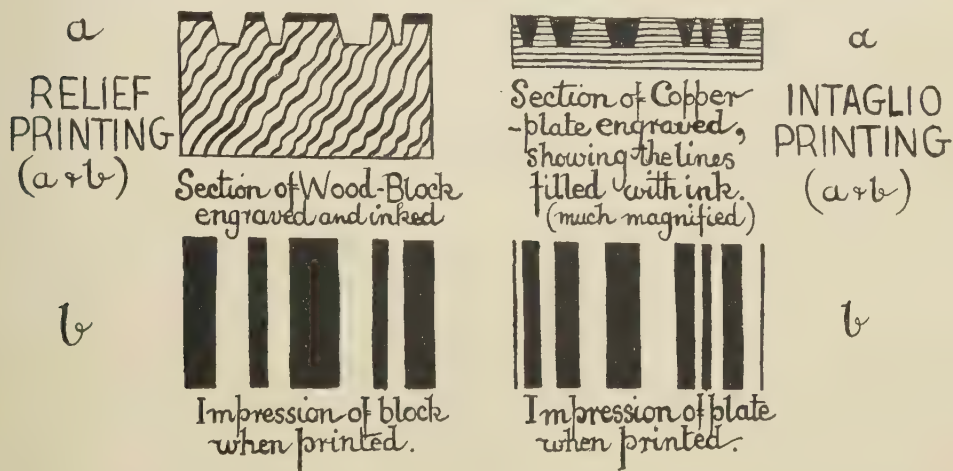 a
RELIEF
PRINTING
(a & b)
Section of Wood-Block
engraved and inked
b
Impression of block
when printed.
Section of Copper
-plate engraved,
showing the lines
filled with ink.
(much magnified)
Impression of plate
when printed.
a
INTAGLIO
PRINTING
(a & b)
b